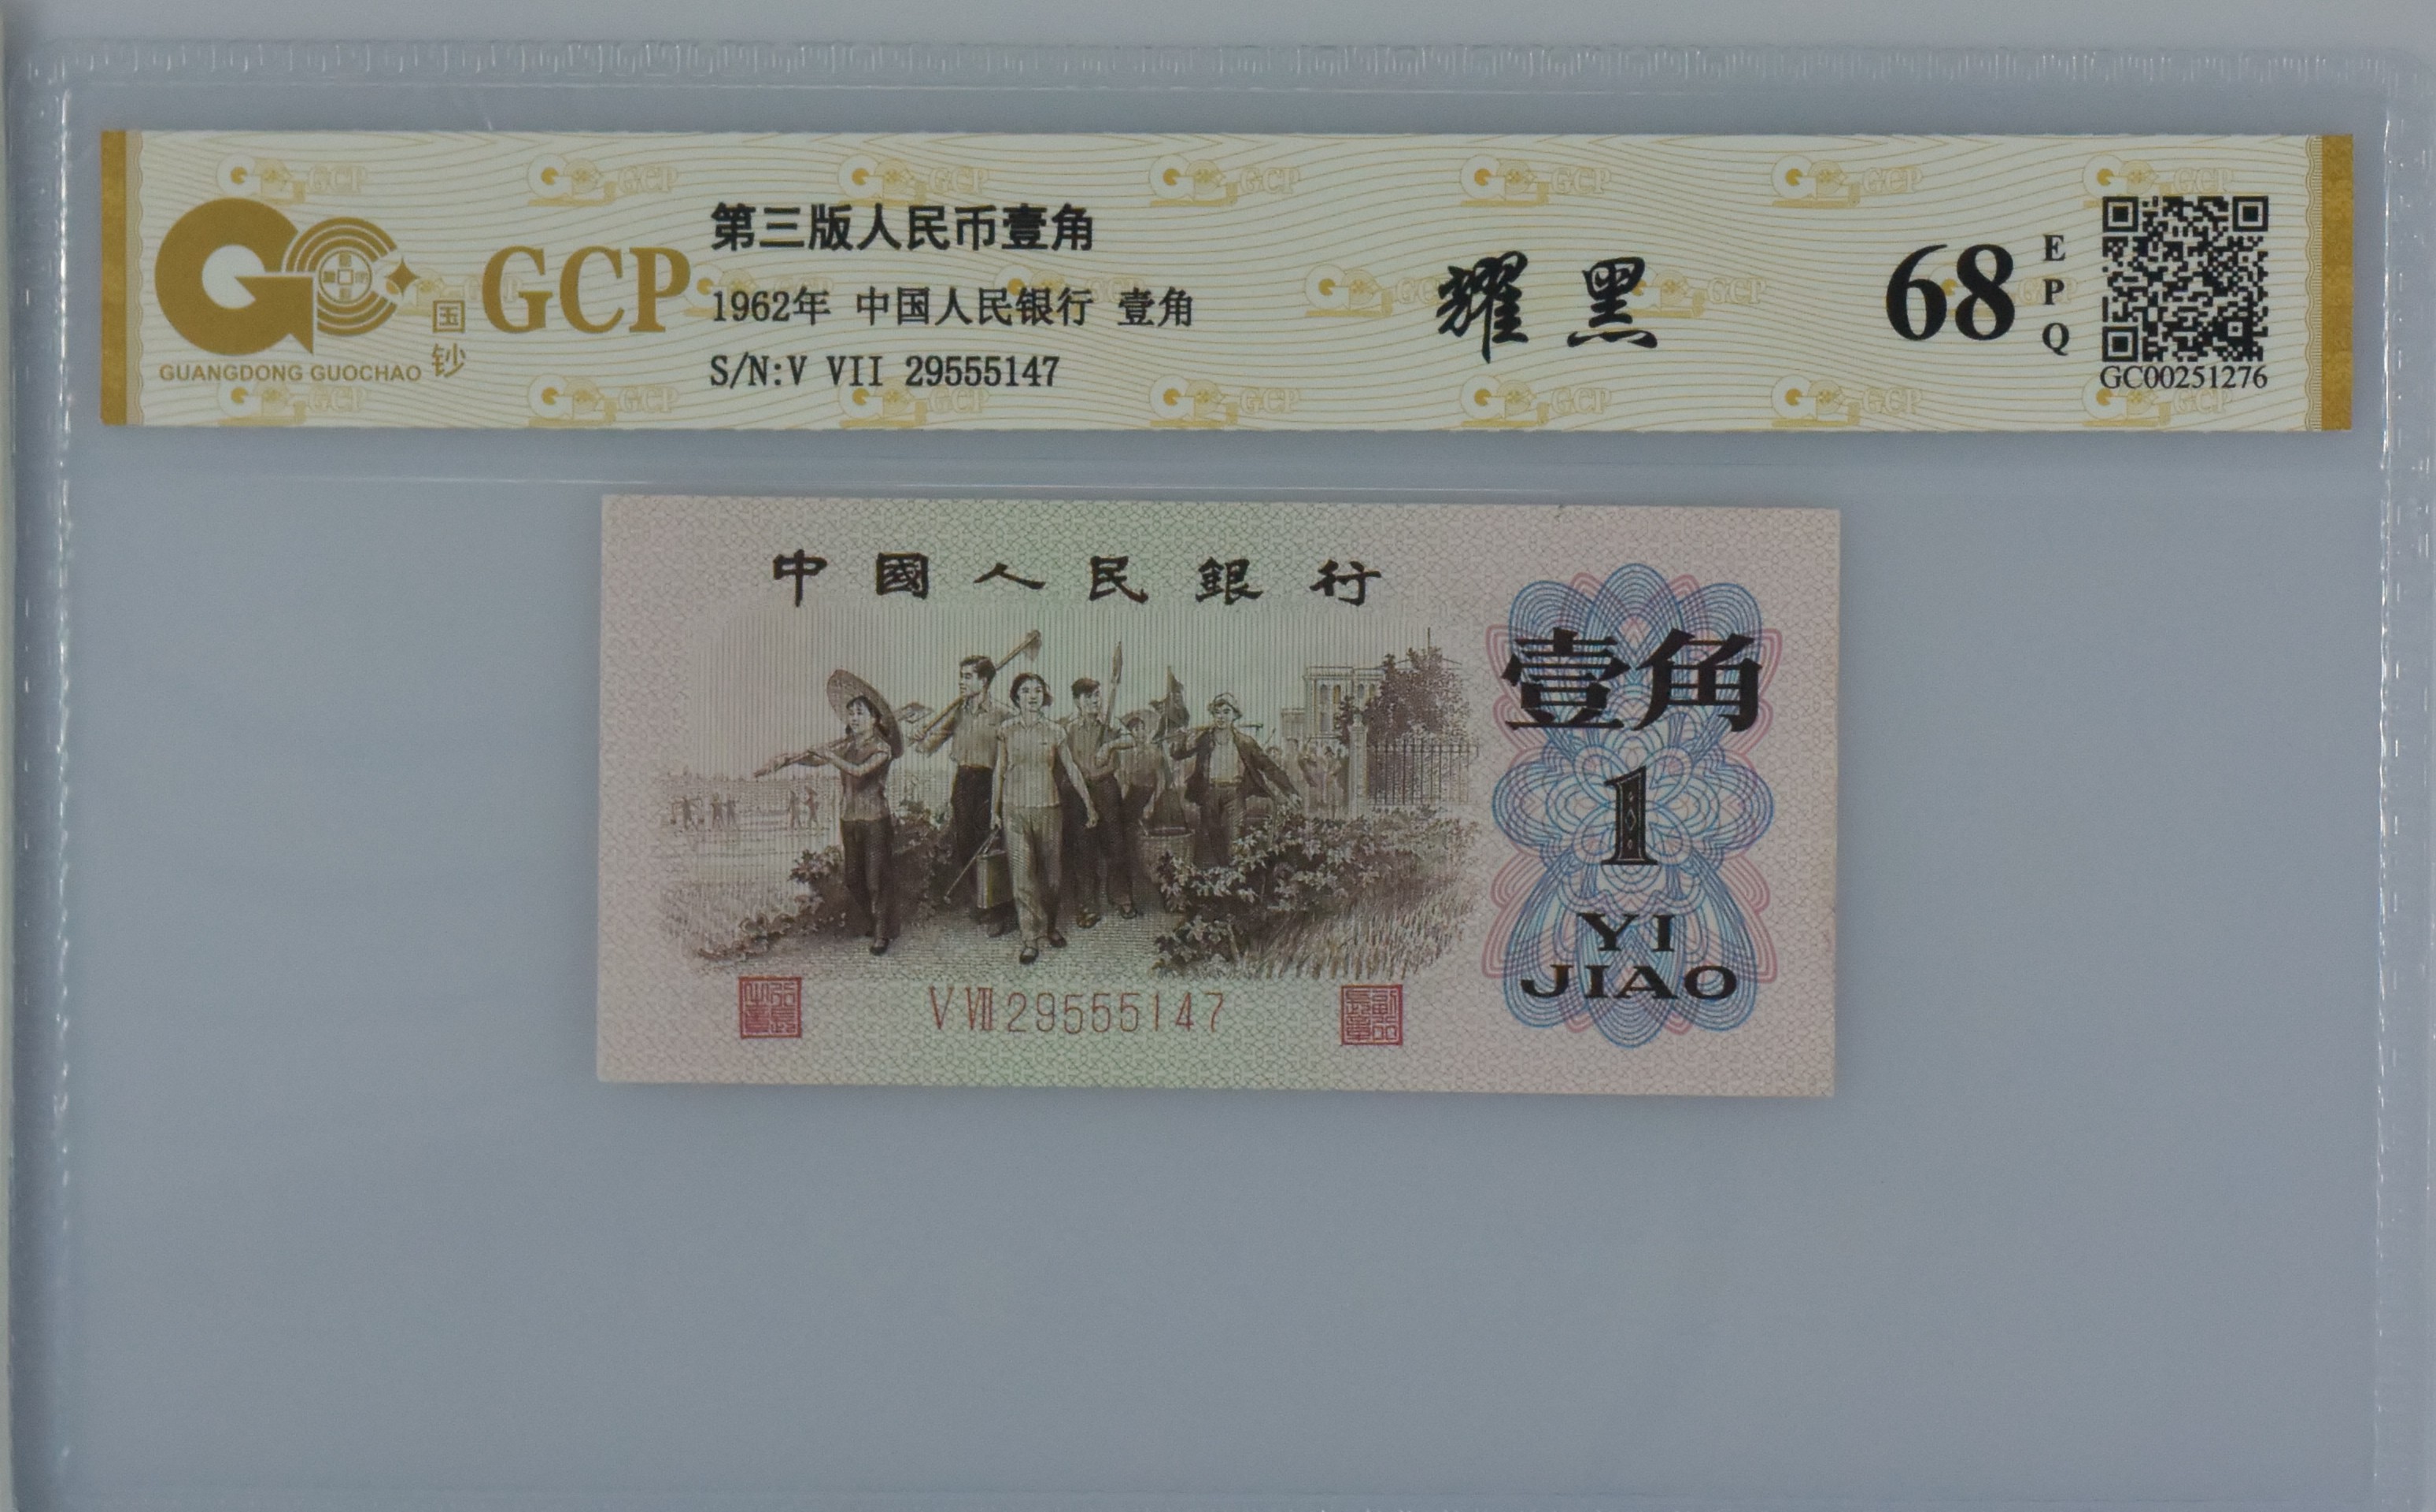 GUANGDONG GUOCHAO
国钞
GCP
第三版人民币壹角
1962年 中国人民银行 壹角
S/N:V VII 29555147
耀黑
68
EPQ
GC00251276
中國人民銀行
壹角
1
YI
JIAO
V VII 29555147